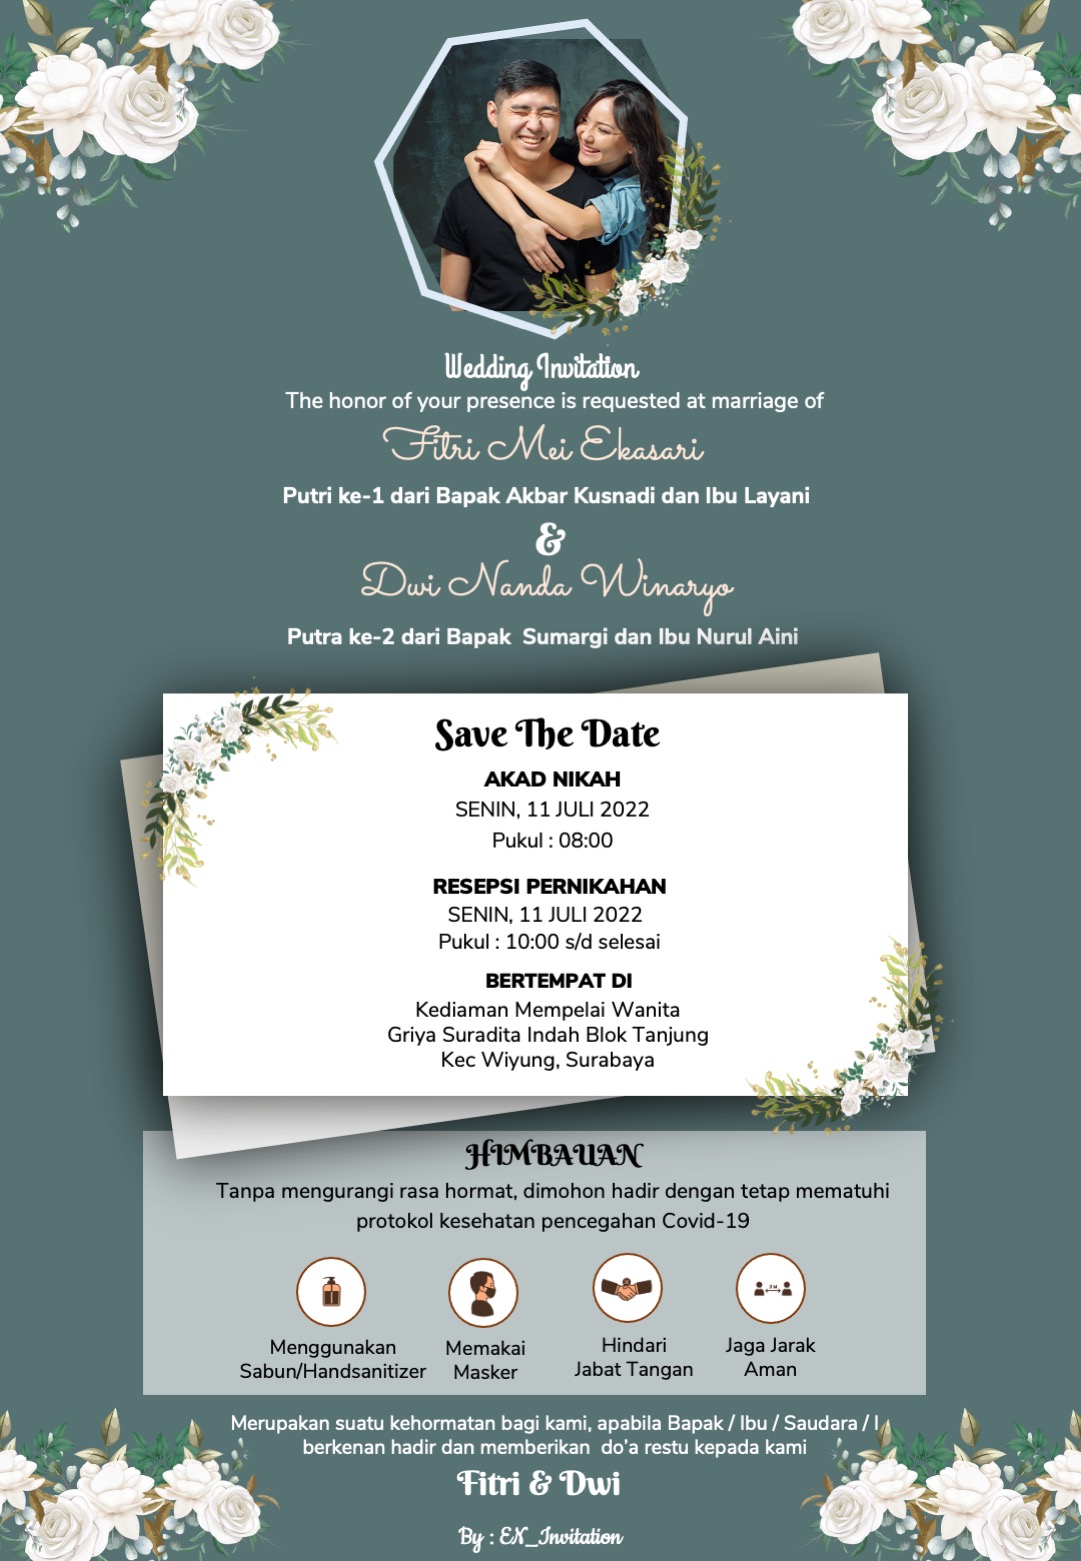 Wedding Invitation
The honor of your presence is requested at marriage of
Fitri Mei Ekasari
Putri ke-1 dari Bapak Akbar Kusnadi dan Ibu Layani
&
Dwi Nanda Winaryo
Putra ke-2 dari Bapak  Sumargi dan Ibu Nurul Aini
Save The Date
AKAD NIKAH
SENIN, 11 JULI 2022
Pukul : 08:00
RESEPSI PERNIKAHAN
SENIN, 11 JULI 2022
Pukul : 10:00 s/d selesai
BERTEMPAT DI
Kediaman Mempelai Wanita
Griya Suradita Indah Blok Tanjung
Kec Wiyung, Surabaya
HIMBAUAN
Tanpa mengurangi rasa hormat, dimohon hadir dengan tetap mematuhi
protokol kesehatan pencegahan Covid-19
Menggunakan
Sabun/Handsanitizer
Memakai
Masker
Hindari
Jabat Tangan
Jaga Jarak
Aman
Merupakan suatu kehormatan bagi kami, apabila Bapak / Ibu / Saudara / I
berkenan hadir dan memberikan  do'a restu kepada kami
Fitri & Dwi
By : EX_Invitation